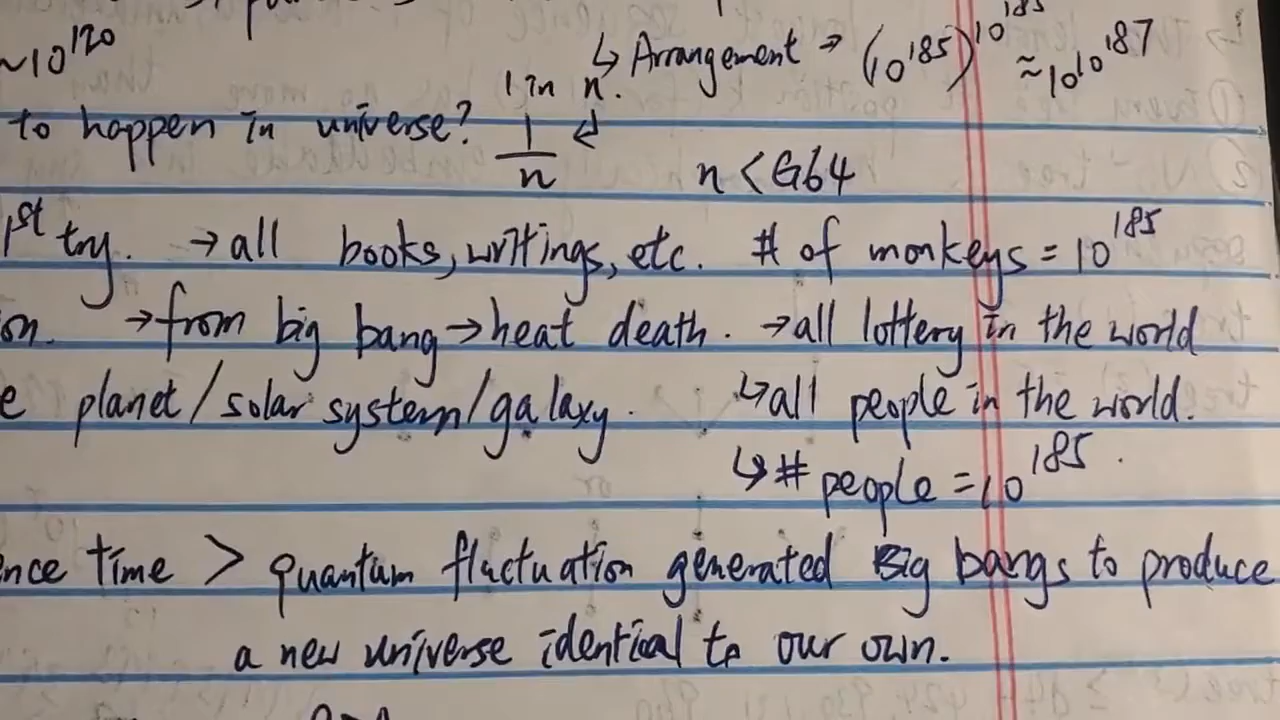 ~10^120
↳ Arrangement → (10^185)^10^185 ≈ 10^10^187
1 in n.
to happen in universe? 1/n ↲
n < G64
1st try. → all books, writings, etc. # of monkeys = 10^185
on. → from big bang → heat death. → all lottery in the world
e planet/solar system/galaxy. ↳ all people in the world.
↳ # people = 10^185.
nce time > quantum fluctuation generated Big bangs to produce
a new universe identical to our own.